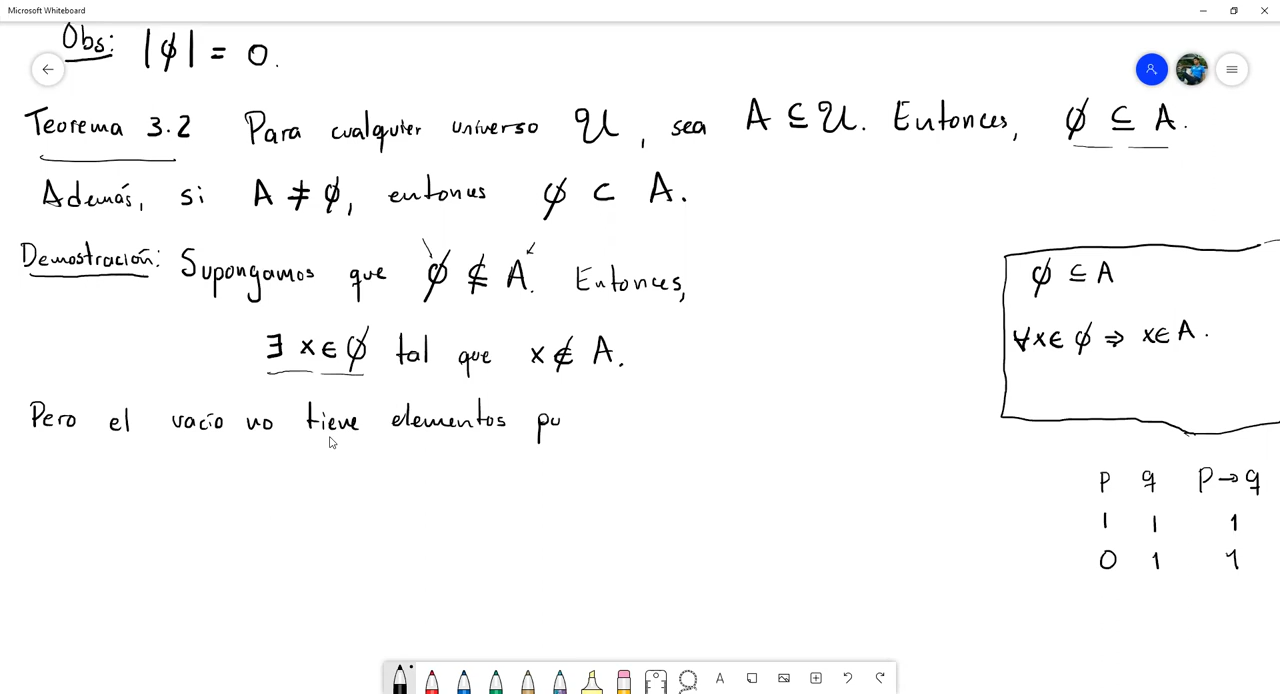 Microsoft Whiteboard
Obs: |ϕ| = 0.
Teorema 3.2 Para cualquier universo U, sea A ⊆ U. Entonces, ϕ ⊆ A.
Además, si A ≠ ϕ, entonces ϕ ⊂ A.
Demostración: Supongamos que ϕ ⊈ A. Entonces,
∃ x ∈ ϕ tal que x ∉ A.
Pero el vacío no tiene elementos pu
ϕ ⊆ A
∀x ∈ ϕ ⇒ x ∈ A.
p q p → q
1 1 1
0 1 1
A